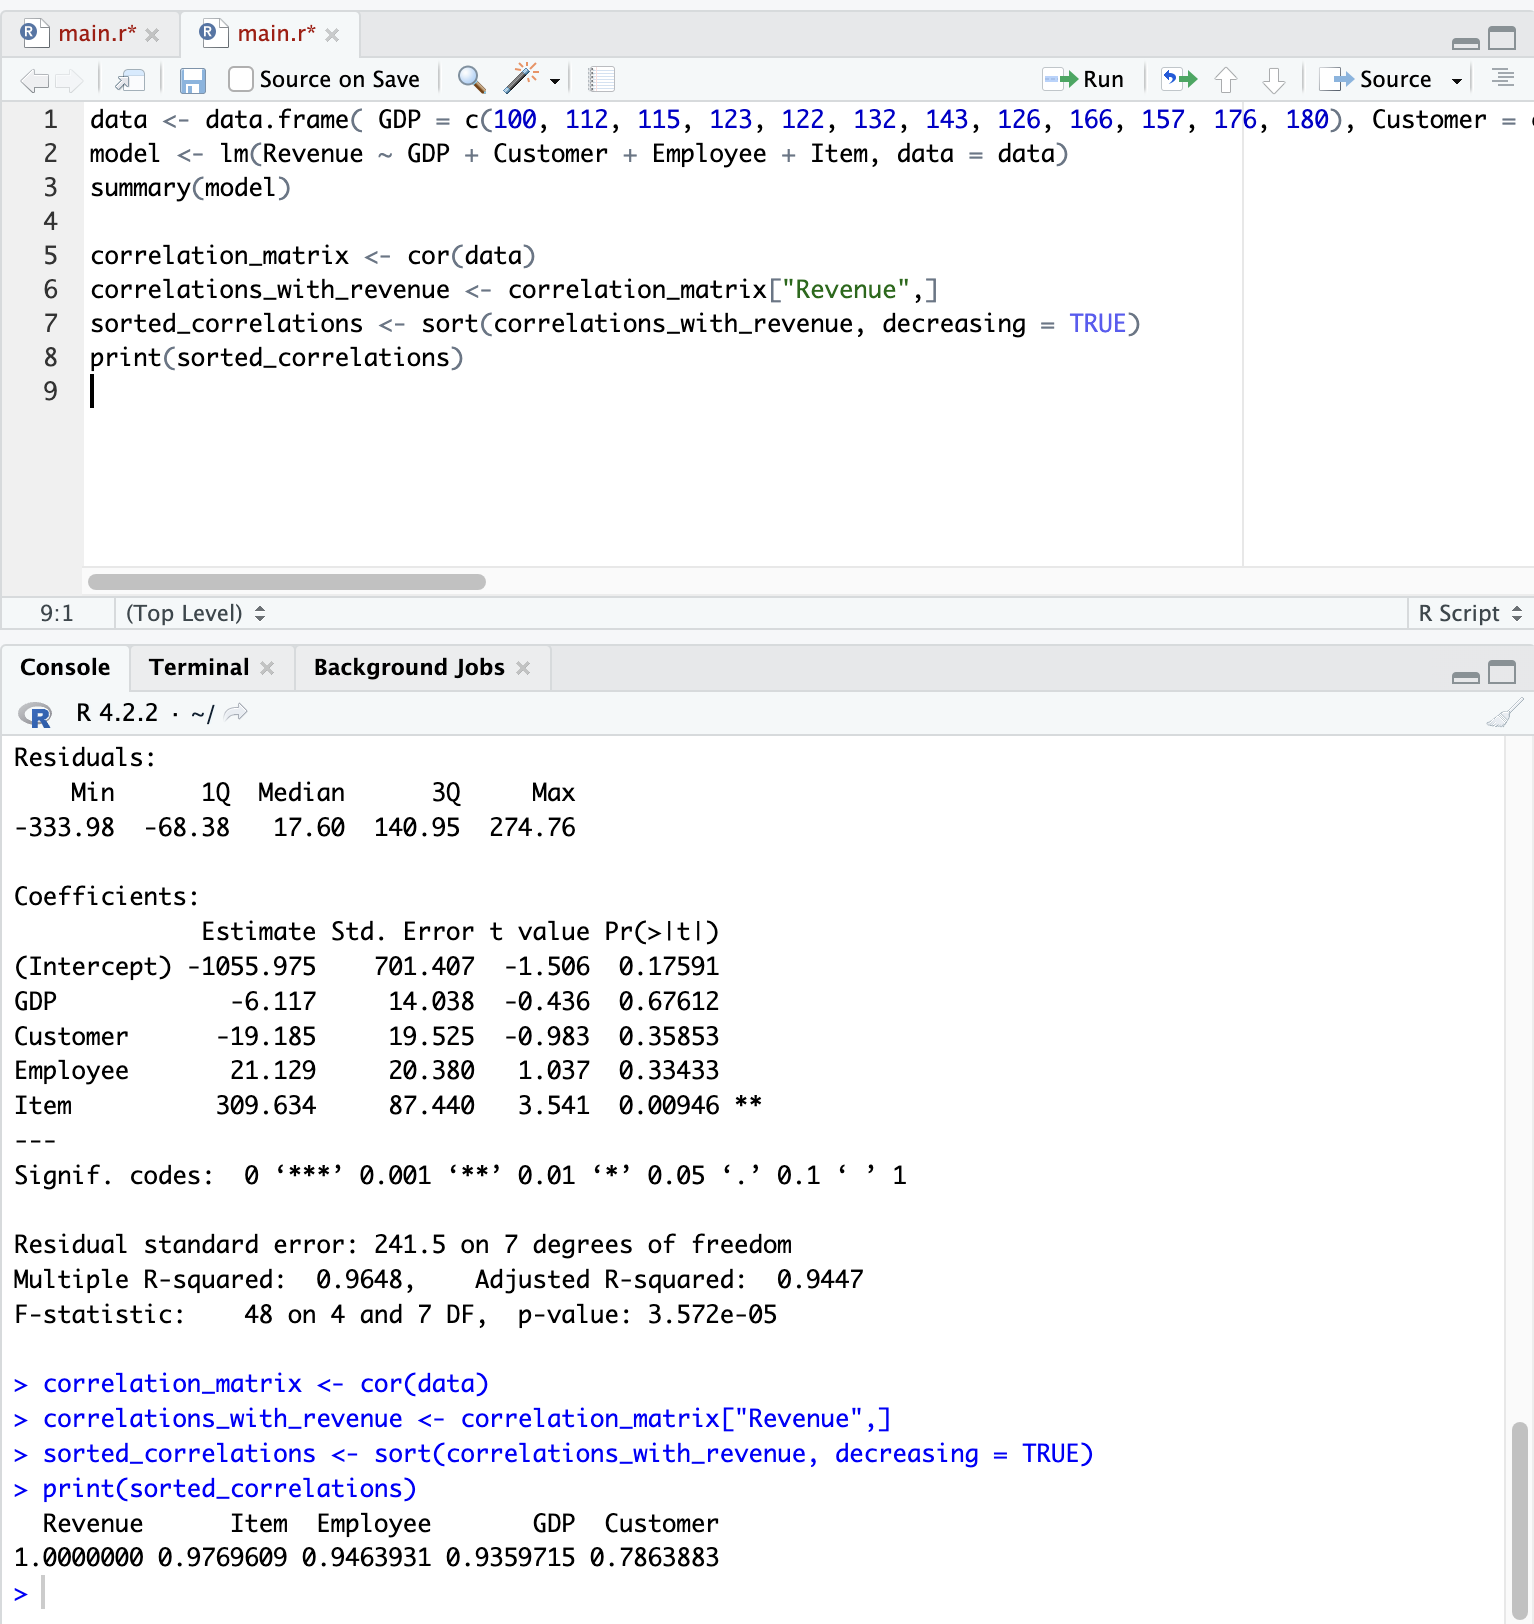 main.r* main.r*
Source on Save Run Source
1 data <- data.frame( GDP = c(100, 112, 115, 123, 122, 132, 143, 126, 166, 157, 176, 180), Customer =
2 model <- lm(Revenue ~ GDP + Customer + Employee + Item, data = data)
3 summary(model)
4
5 correlation_matrix <- cor(data)
6 correlations_with_revenue <- correlation_matrix["Revenue",]
7 sorted_correlations <- sort(correlations_with_revenue, decreasing = TRUE)
8 print(sorted_correlations)
9
9:1 (Top Level) R Script
Console Terminal Background Jobs
R R 4.2.2 · ~/
Residuals:
    Min      1Q  Median      3Q     Max
-333.98  -68.38   17.60  140.95  274.76
Coefficients:
             Estimate Std. Error t value Pr(>|t|)
(Intercept) -1055.975    701.407  -1.506  0.17591
GDP            -6.117     14.038  -0.436  0.67612
Customer      -19.185     19.525  -0.983  0.35853
Employee       21.129     20.380   1.037  0.33433
Item          309.634     87.440   3.541  0.00946 **
---
Signif. codes:  0 ‘***’ 0.001 ‘**’ 0.01 ‘*’ 0.05 ‘.’ 0.1 ‘ ’ 1
Residual standard error: 241.5 on 7 degrees of freedom
Multiple R-squared:  0.9648,    Adjusted R-squared:  0.9447
F-statistic:    48 on 4 and 7 DF,  p-value: 3.572e-05
> correlation_matrix <- cor(data)
> correlations_with_revenue <- correlation_matrix["Revenue",]
> sorted_correlations <- sort(correlations_with_revenue, decreasing = TRUE)
> print(sorted_correlations)
  Revenue      Item  Employee       GDP  Customer
1.0000000 0.9769609 0.9463931 0.9359715 0.7863883
>